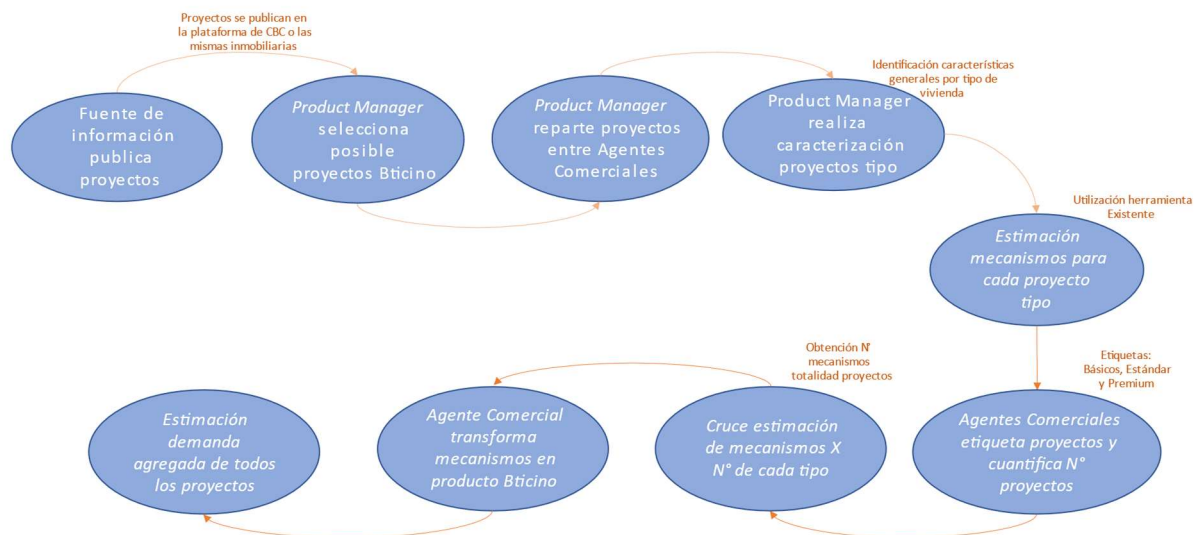 Proyectos se publican en
la plataforma de CBC o las
mismas inmobiliarias
Fuente de
información publica
proyectos
Product Manager
selecciona
posible
proyectos Bticino
Product Manager
reparte proyectos
entre Agentes
Comerciales
Identificación características
generales por tipo de
vivienda
Product Manager
realiza
caracterización
proyectos tipo
Utilización herramienta
Existente
Estimación
mecanismos para
cada proyecto
tipo
Etiquetas:
Básicos, Estándar
y Premium
Agentes Comerciales
etiqueta proyectos y
cuantifica N°
proyectos
Obtención N°
mecanismos
totalidad proyectos
Cruce estimación
de mecanismos X
N° de cada tipo
Agente Comercial
transforma
mecanismos en
producto Bticino
Estimación
demanda
agregada de todos
los proyectos